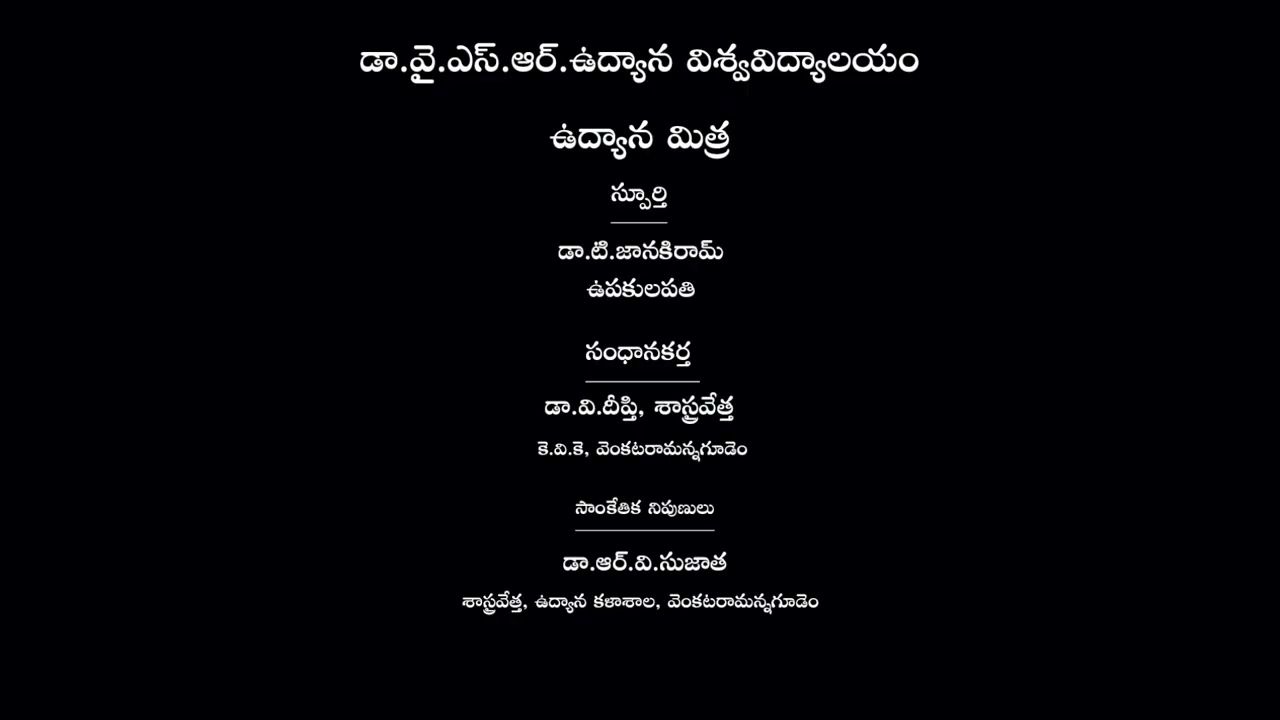 డా.వై.ఎస్.ఆర్.ఉద్యాన విశ్వవిద్యాలయం
ఉద్యాన మిత్ర
స్పూర్తి
డా.టి.జానకిరామ్
ఉపకులపతి
సంధానకర్త
డా.వి.దీప్తి, శాస్త్రవేత్త
కె.వి.కె, వెంకటరామన్నగూడెం
సాంకేతిక నిపుణులు
డా.ఆర్.వి.సుజాత
శాస్త్రవేత్త, ఉద్యాన కళాశాల, వెంకటరామన్నగూడెం